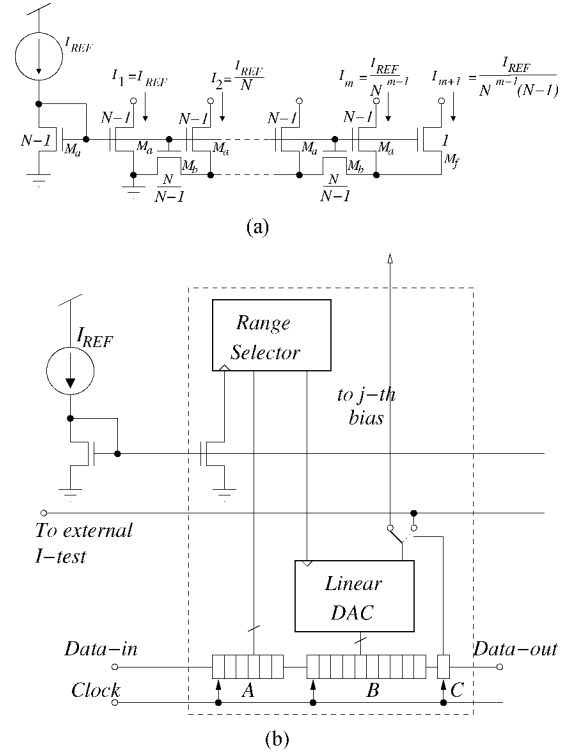 I_REF
I_1=I_REF
I_2=I_REF/N
I_m=I_REF/N^{m-1}
I_{m+1}=I_REF/N^{m-1}(N-1)
N-1 N-1 N-1 N-1 N-1 1
M_a M_a M_a M_a M_a M_f
M_b M_b
N/N-1 N/N-1
(a)
Range
Selector
I_REF
to j-th
bias
To external
I-test
Linear
DAC
Data-in Data-out
Clock A B C
(b)